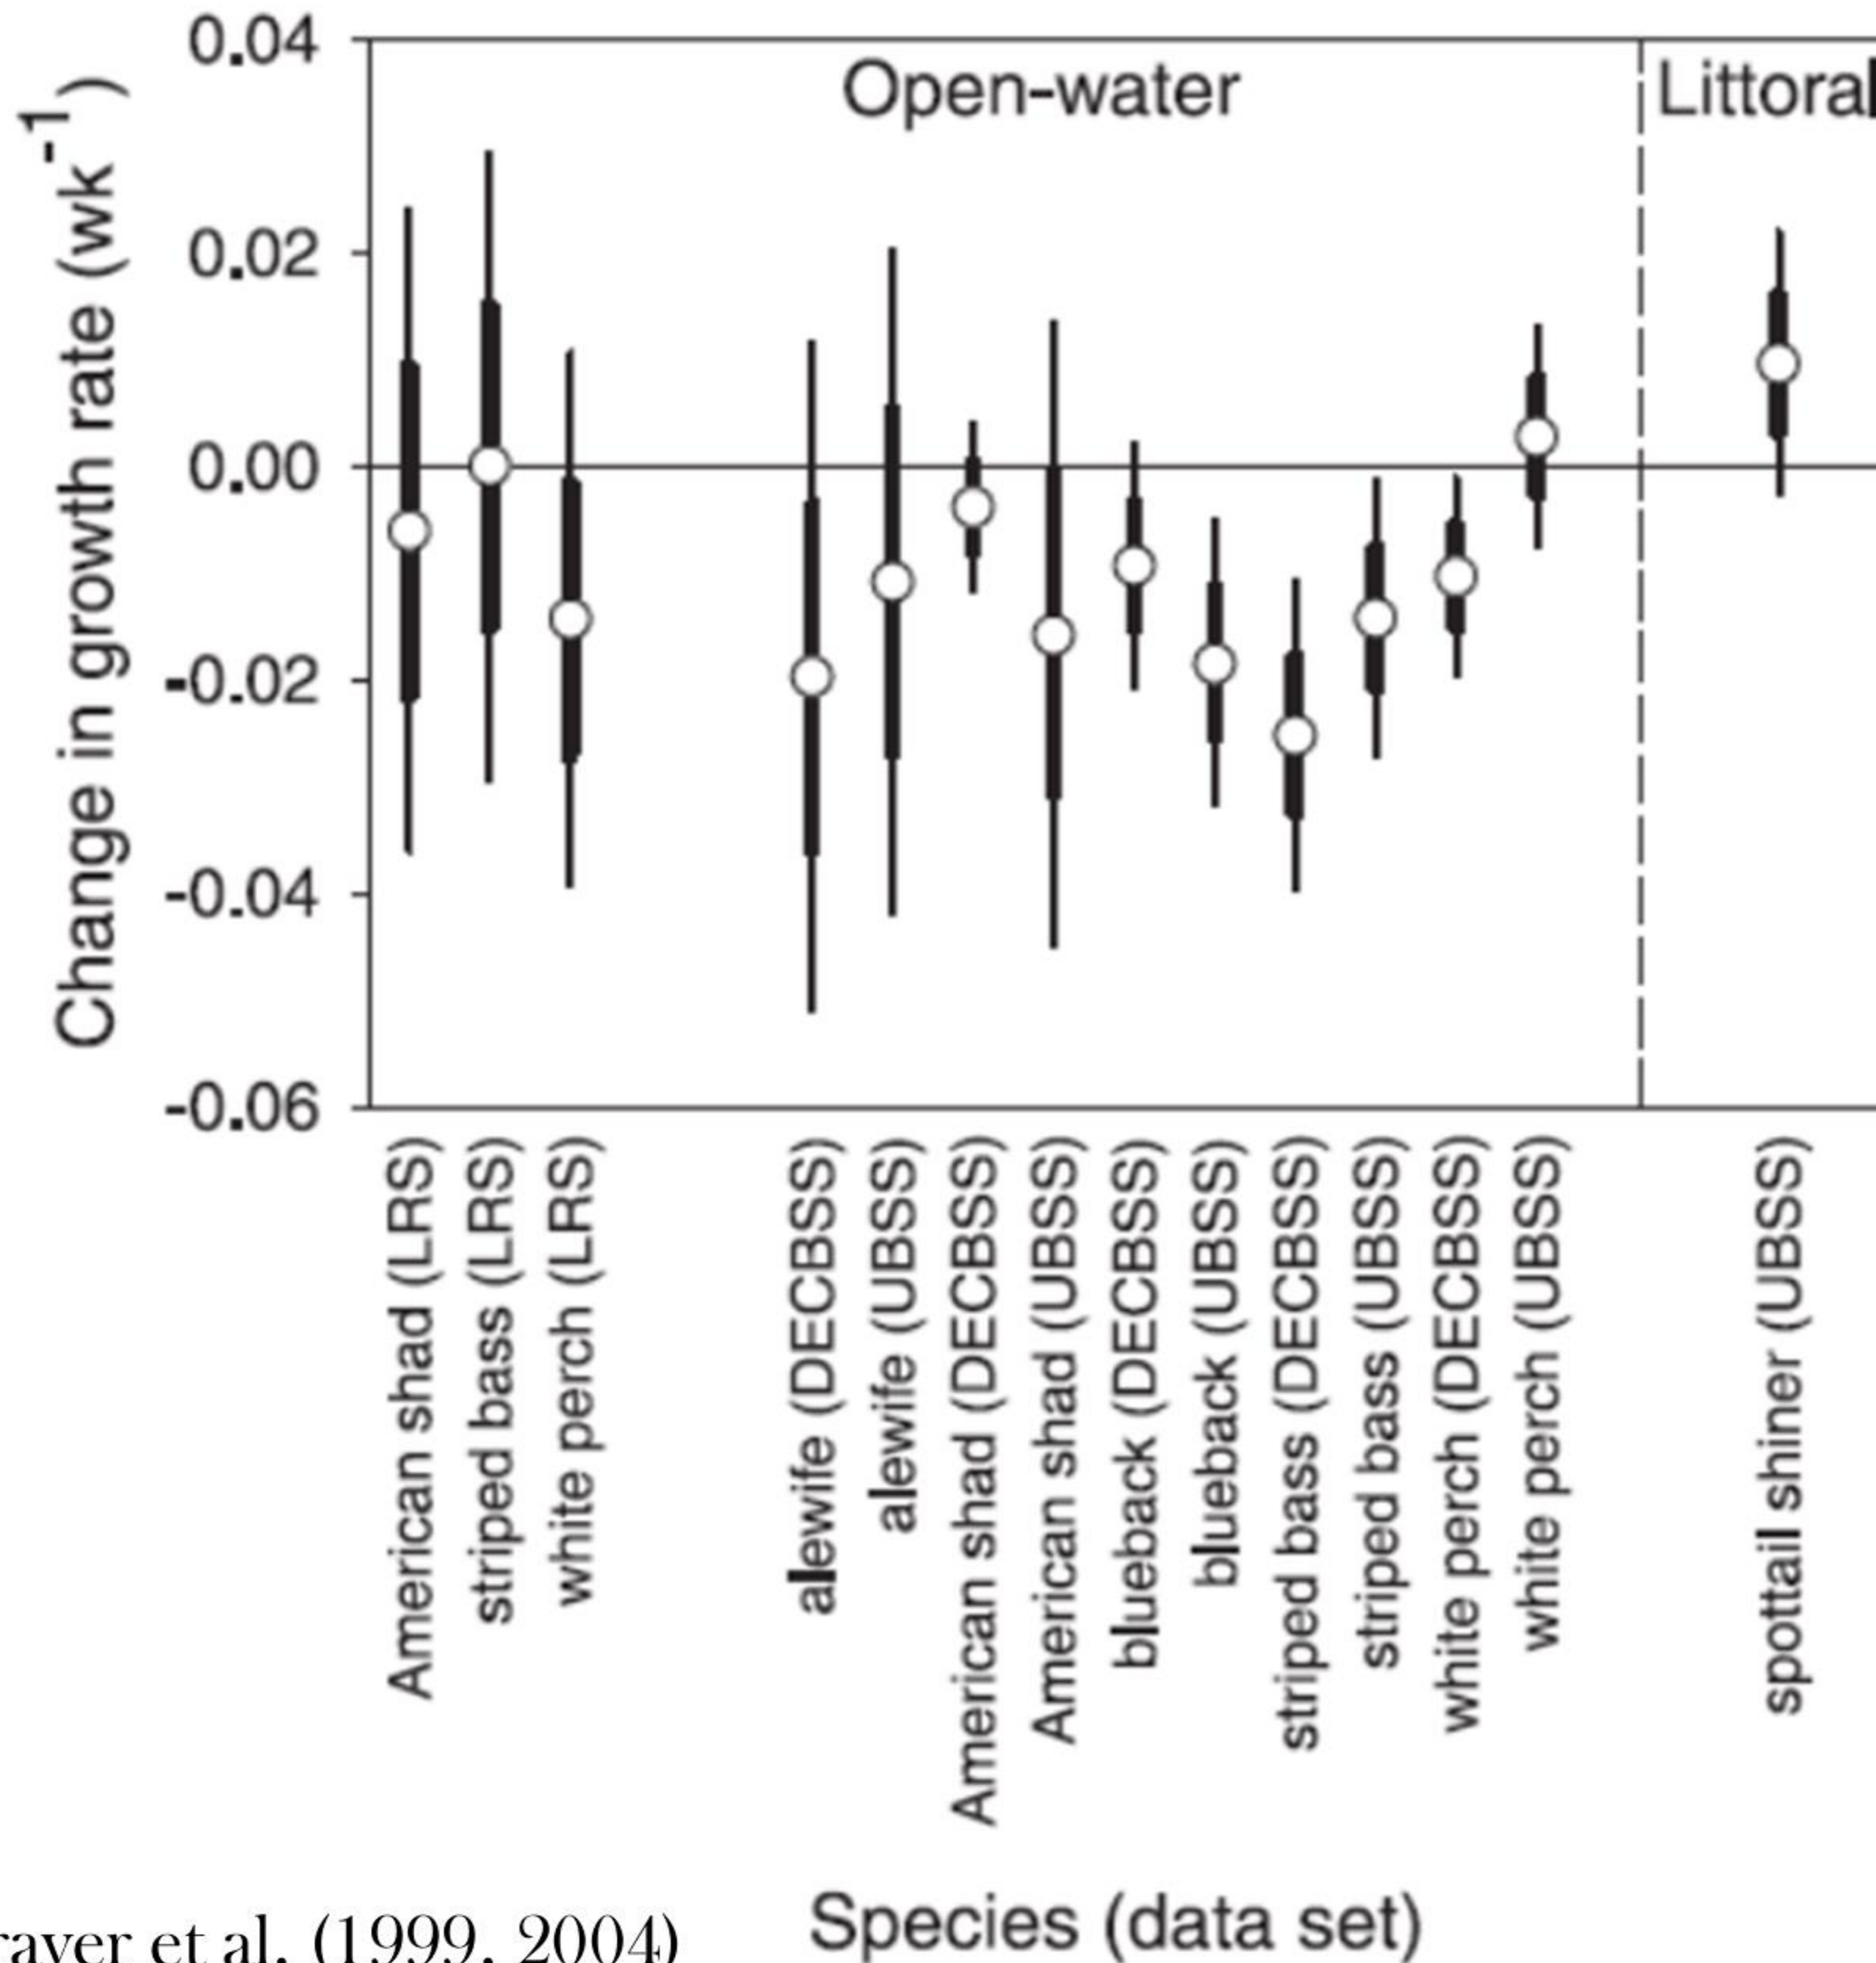 Open-water
Littoral
Change in growth rate (wk⁻¹)
0.04
0.02
0.00
-0.02
-0.04
-0.06
American shad (LRS)
striped bass (LRS)
white perch (LRS)
alewife (DECBSS)
alewife (UBSS)
American shad (DECBSS)
American shad (UBSS)
blueback (DECBSS)
blueback (UBSS)
striped bass (DECBSS)
striped bass (UBSS)
white perch (DECBSS)
white perch (UBSS)
spottail shiner (UBSS)
Species (data set)
raver et al. (1999, 2004)